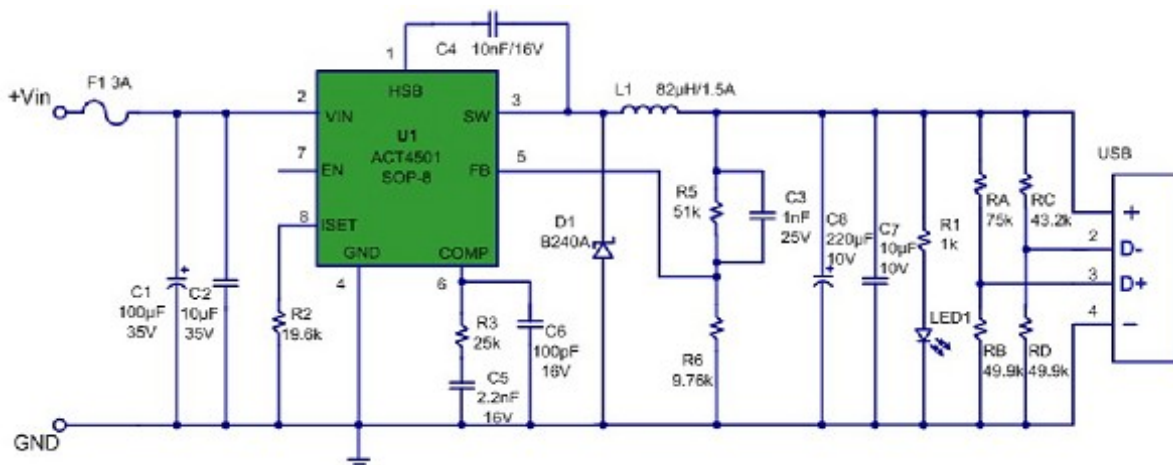 1
C4 10nF/16V
F1 3A
+Vin
2
HSB
VIN
SW
3
L1 82µH/1.5A
U1
ACT4501
SOP-8
7
EN
FB
5
8
ISET
GND
COMP
4
6
C1
100µF
35V
C2
10µF
35V
R2
19.6k
R3
25k
C5
2.2nF
16V
C6
100pF
16V
D1
B240A
R5
51k
C3
1nF
25V
R6
9.76k
C8
220µF
10V
C7
10µF
10V
R1
1k
LED1
RA
75k
RC
43.2k
RB
49.9k
RD
49.9k
USB
1
+
2
D-
3
D+
4
−
GND